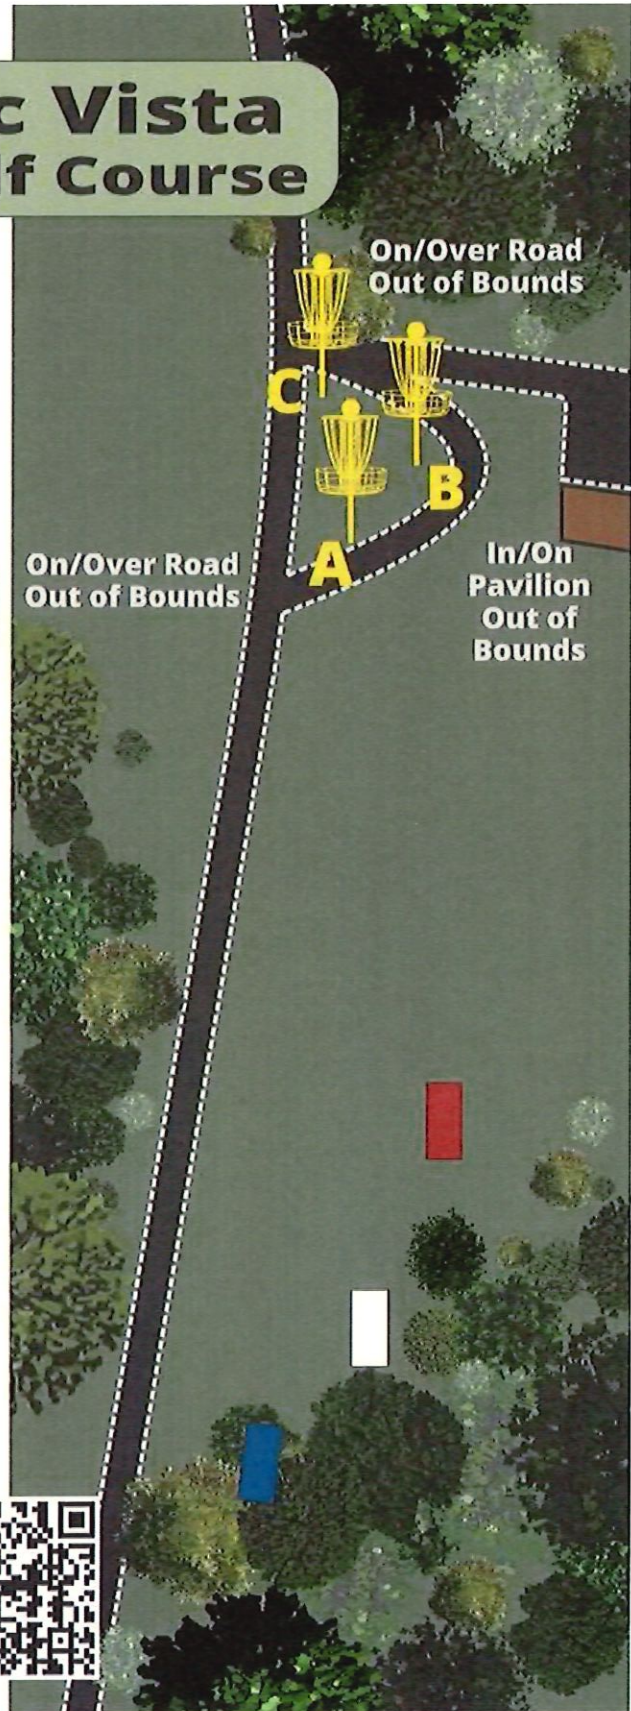 c Vista
lf Course
On/Over Road
Out of Bounds
C
B
A
On/Over Road
Out of Bounds
In/On
Pavilion
Out of
Bounds